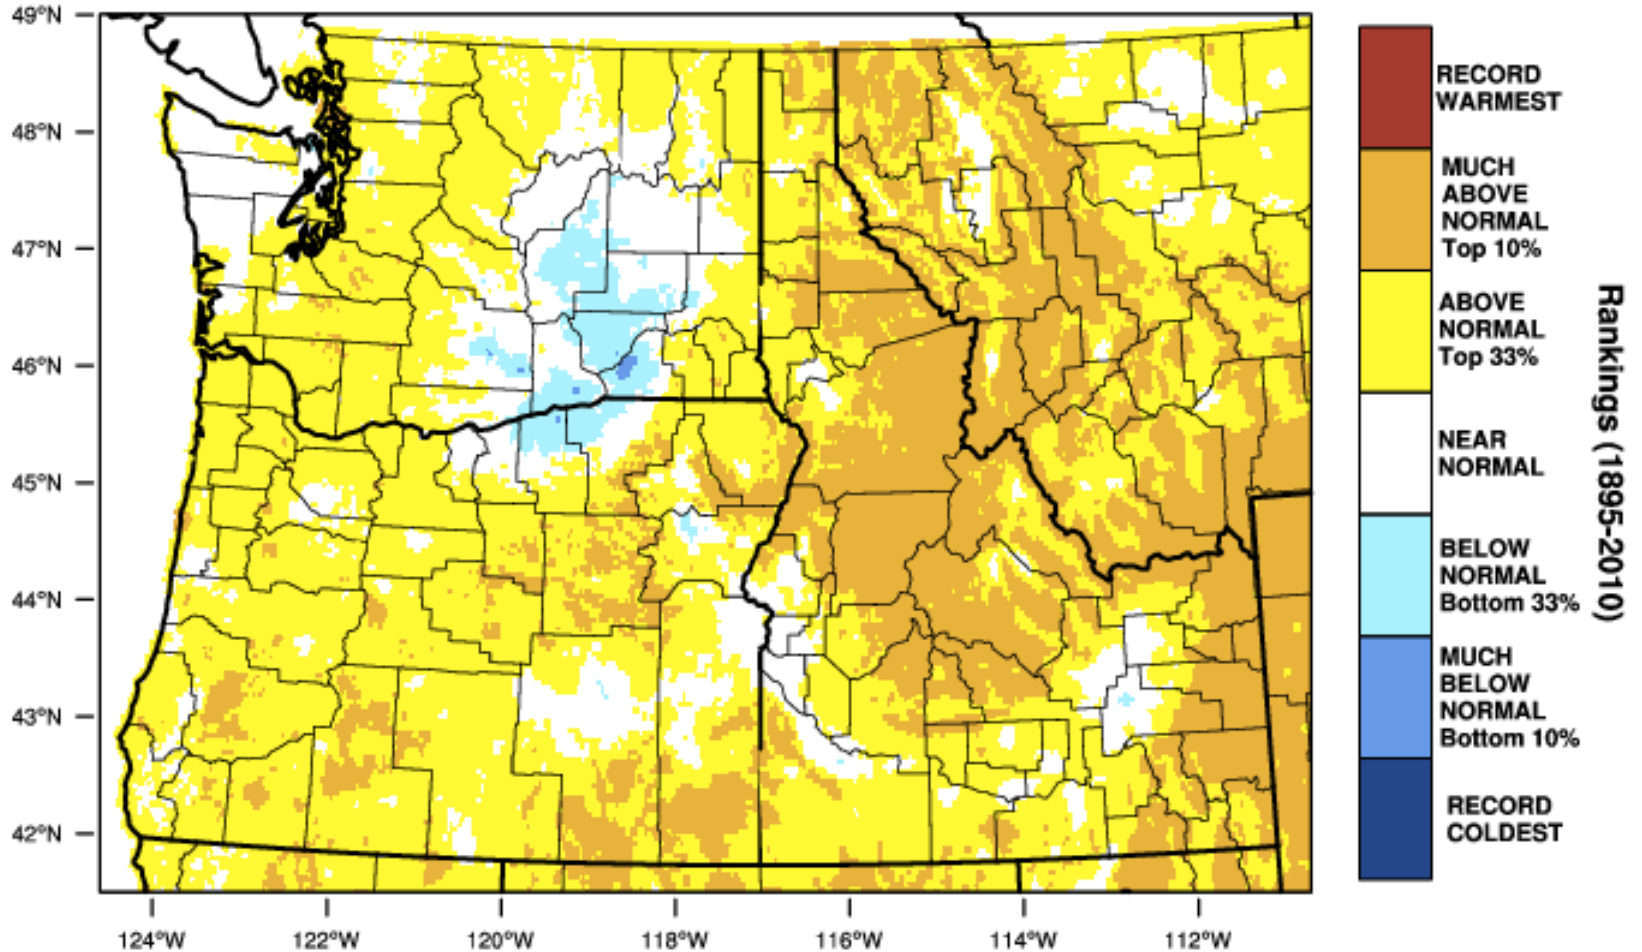 49°N
48°N
47°N
46°N
45°N
44°N
43°N
42°N
124°W
122°W
120°W
118°W
116°W
114°W
112°W
RECORD
WARMEST
MUCH
ABOVE
NORMAL
Top 10%
ABOVE
NORMAL
Top 33%
NEAR
NORMAL
BELOW
NORMAL
Bottom 33%
MUCH
BELOW
NORMAL
Bottom 10%
RECORD
COLDEST
Rankings (1895-2010)